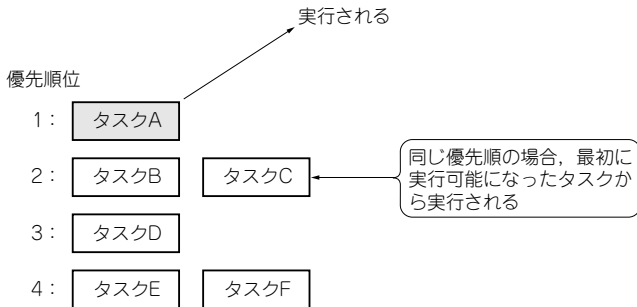 実行される
優先順位
1：　タスクA
2：　タスクB　タスクC
同じ優先順の場合，最初に
実行可能になったタスクか
ら実行される
3：　タスクD
4：　タスクE　タスクF